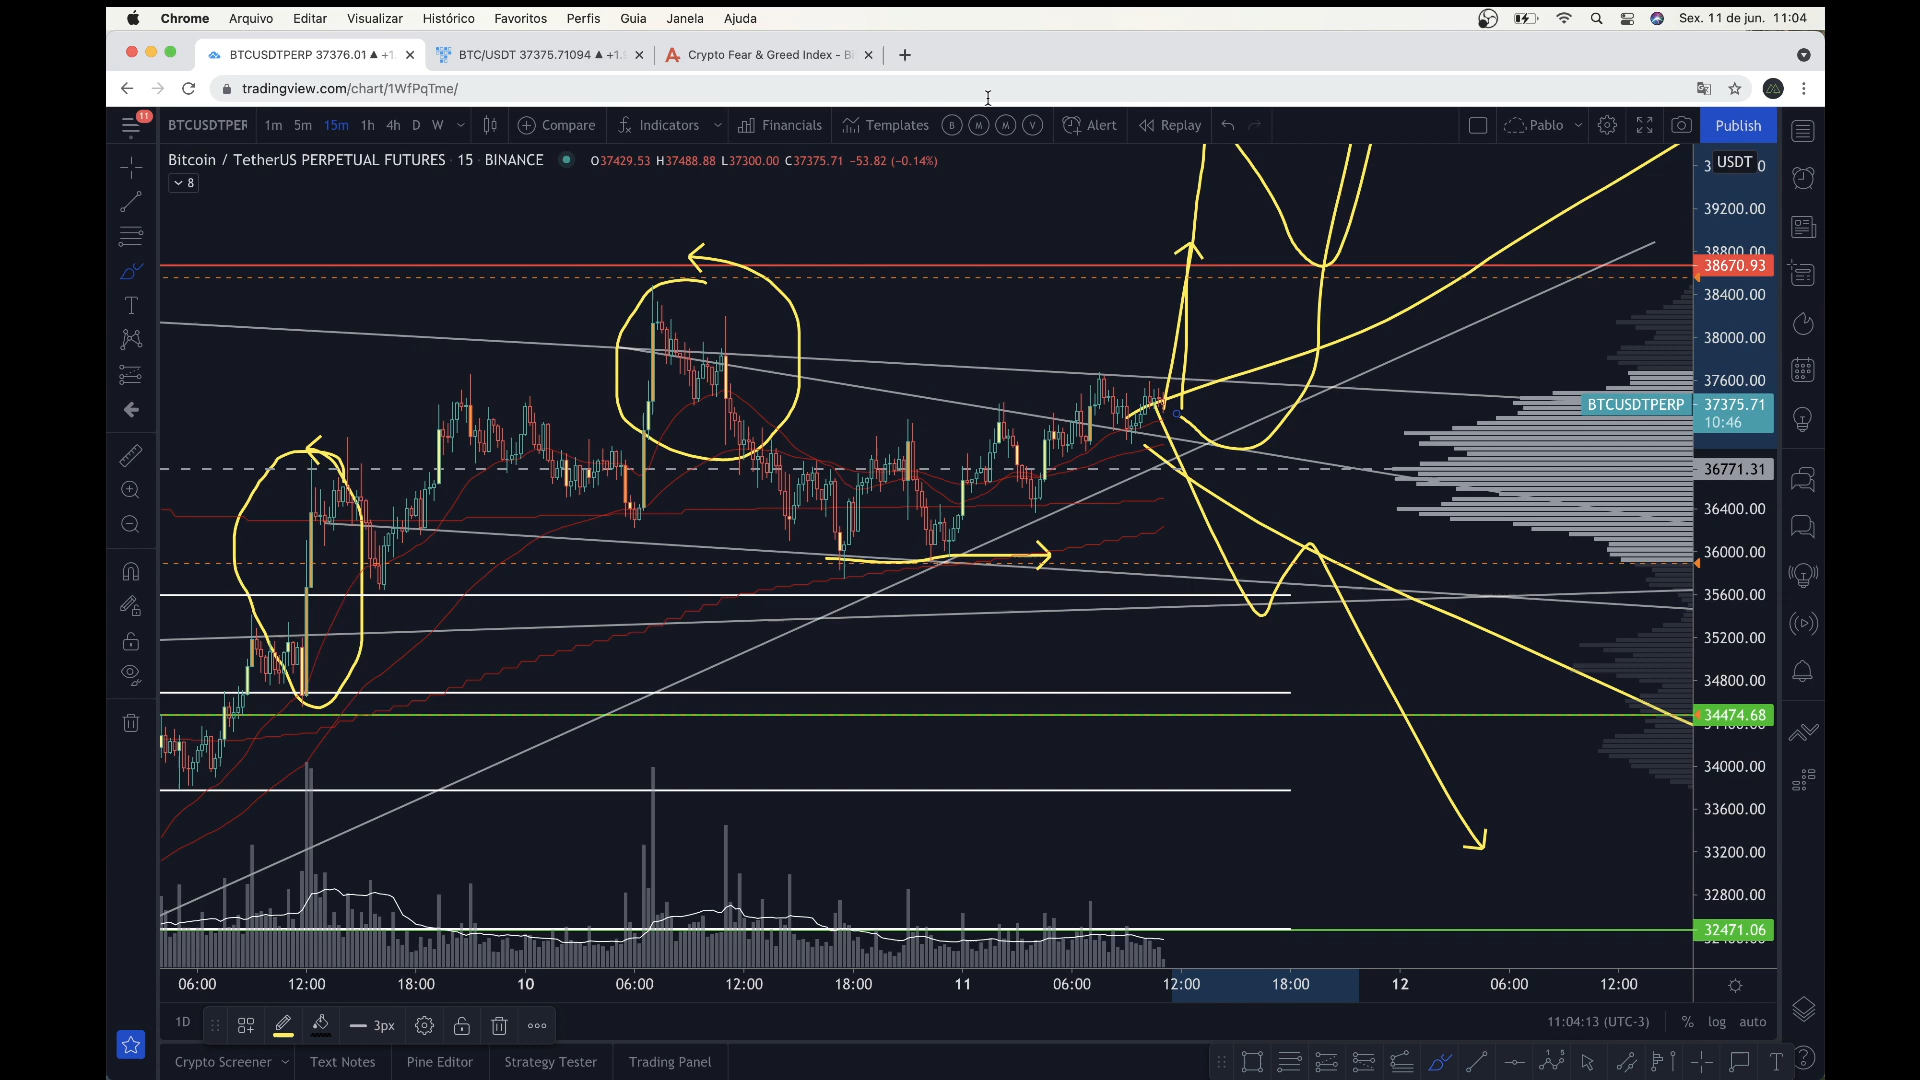 Chrome Arquivo Editar Visualizar Histórico Favoritos Perfis Guia Janela Ajuda Sex. 11 de jun. 11:04
BTCUSDTPERP 37376.01 ▲ +1. BTC/USDT 37375.71094 ▲ +1. Crypto Fear & Greed Index - Bi
tradingview.com/chart/1WfPqTme/
11 BTCUSDTPER 1m 5m 15m 1h 4h D W Compare Indicators Financials Templates B M M V Alert Replay Pablo Publish
Bitcoin / TetherUS PERPETUAL FUTURES · 15 · BINANCE O37429.53 H37488.88 L37300.00 C37375.71 −53.82 (−0.14%)
USDT
8
39200.00
38800.00
38670.93
38400.00
38000.00
37600.00
BTCUSDTPERP 37375.71
10:46
36771.31
36400.00
36000.00
35600.00
35200.00
34800.00
34474.68
34000.00
33600.00
33200.00
32800.00
32471.06
06:00 12:00 18:00 10 06:00 12:00 18:00 11 06:00 12:00 18:00 12 06:00 12:00
1D 3px 11:04:13 (UTC-3) % log auto
Crypto Screener Text Notes Pine Editor Strategy Tester Trading Panel